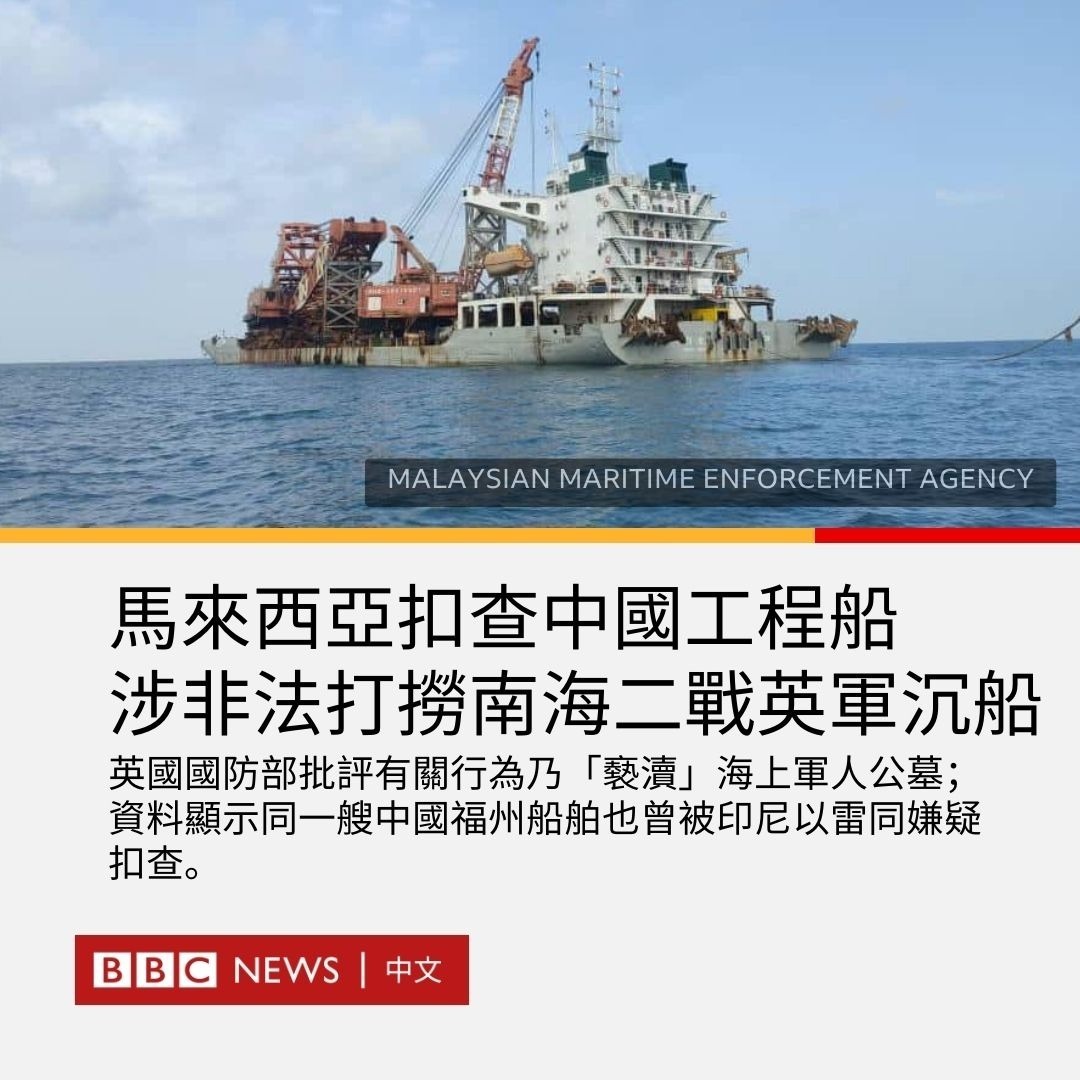 MALAYSIAN MARITIME ENFORCEMENT AGENCY
馬來西亞扣查中國工程船
涉非法打撈南海二戰英軍沉船
英國國防部批評有關行為乃「褻瀆」海上軍人公墓；
資料顯示同一艘中國福州船舶也曾被印尼以雷同嫌疑
扣查。
BBC NEWS | 中文